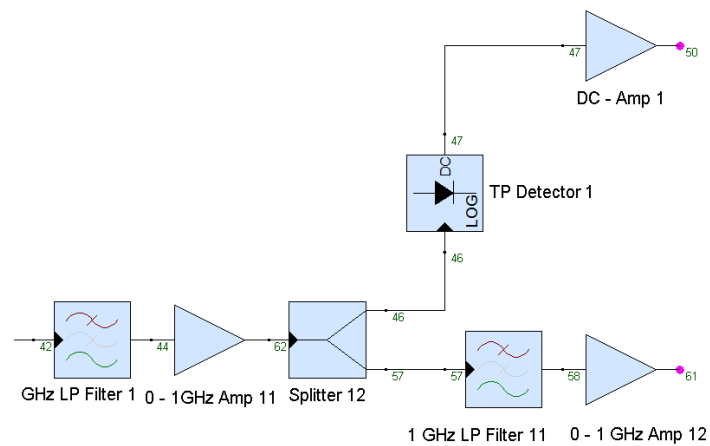 47
50
DC - Amp 1
47
DC
LOG
TP Detector 1
46
46
42
44
62
57
57
58
61
GHz LP Filter 1
0 - 1GHz Amp 11
Splitter 12
1 GHz LP Filter 11
0 - 1 GHz Amp 12